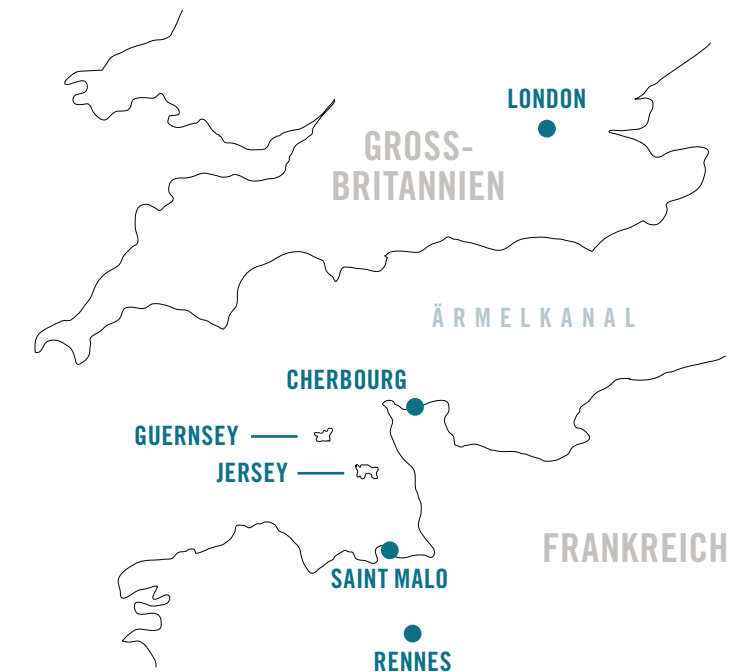 LONDON
GROSS-
BRITANNIEN
ÄRMELKANAL
CHERBOURG
GUERNSEY
JERSEY
FRANKREICH
SAINT MALO
RENNES